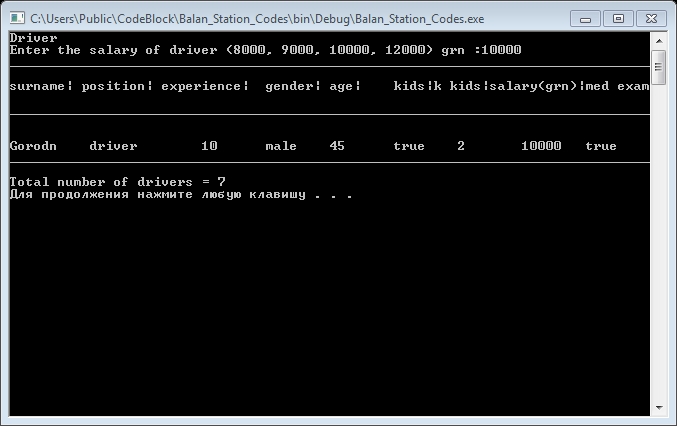 C:\Users\Public\CodeBlock\Balan_Station_Codes\bin\Debug\Balan_Station_Codes.exe
Driver
Enter the salary of driver (8000, 9000, 10000, 12000) grn :10000
surname¦ position¦ experience¦ gender¦ age¦ kids¦k kids¦salary(grn)¦med exam
Gorodn driver 10 male 45 true 2 10000 true
Total number of drivers = 7
Для продолжения нажмите любую клавишу . . .